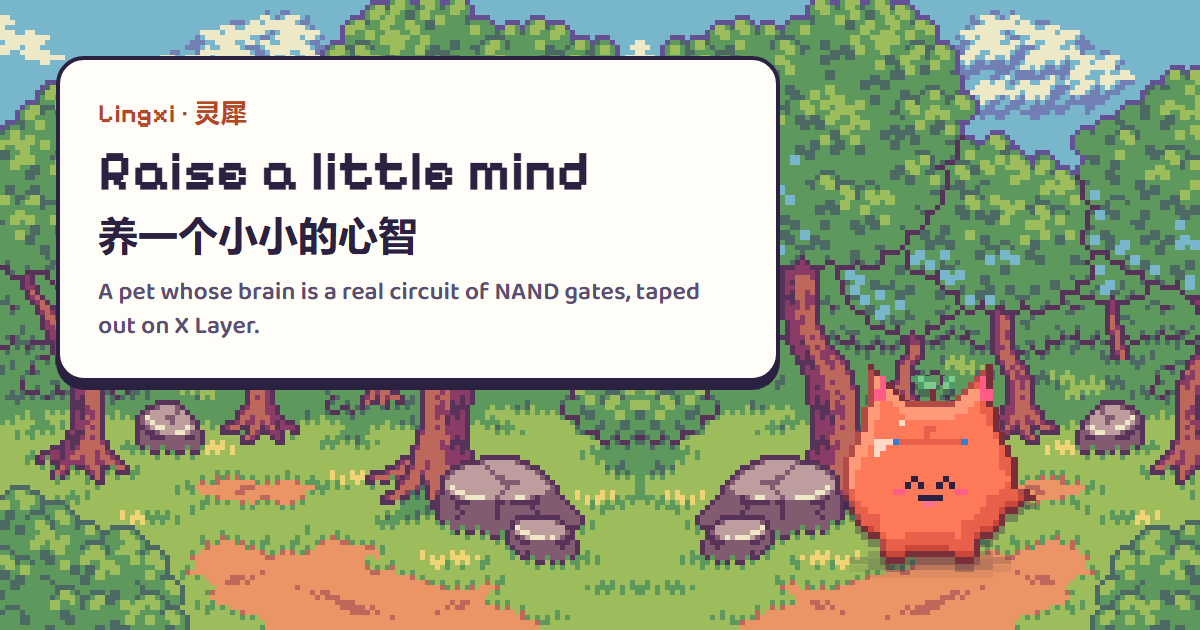 Lingxi · 灵犀
Raise a little mind
养一个小小的心智
A pet whose brain is a real circuit of NAND gates, taped
out on X Layer.